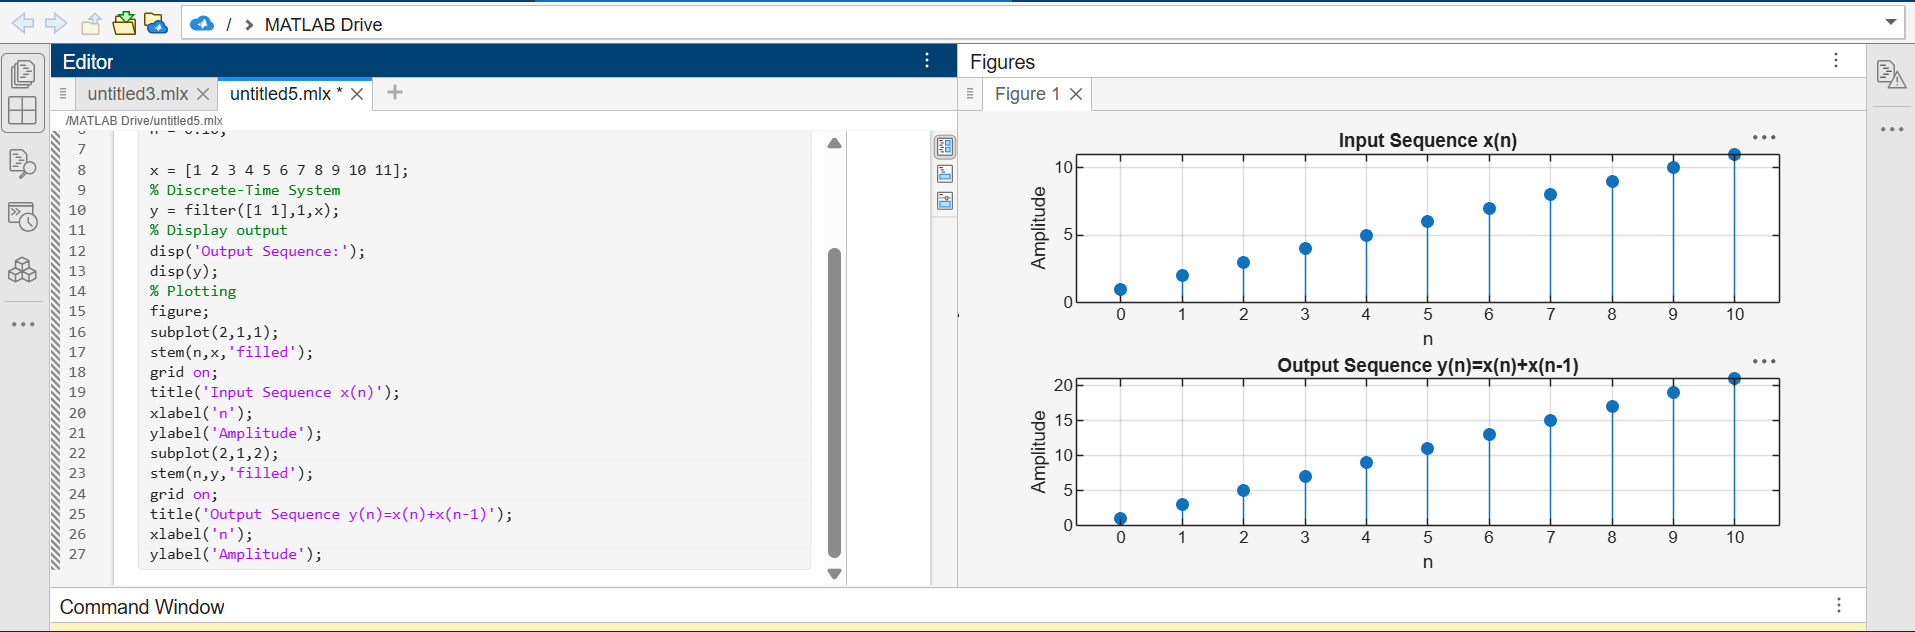 / > MATLAB Drive
Editor
untitled3.mlx
untitled5.mlx *
/MATLAB Drive/untitled5.mlx
7
8 x = [1 2 3 4 5 6 7 8 9 10 11];
9 % Discrete-Time System
10 y = filter([1 1],1,x);
11 % Display output
12 disp('Output Sequence:');
13 disp(y);
14 % Plotting
15 figure;
16 subplot(2,1,1);
17 stem(n,x,'filled');
18 grid on;
19 title('Input Sequence x(n)');
20 xlabel('n');
21 ylabel('Amplitude');
22 subplot(2,1,2);
23 stem(n,y,'filled');
24 grid on;
25 title('Output Sequence y(n)=x(n)+x(n-1)');
26 xlabel('n');
27 ylabel('Amplitude');
Figures
Figure 1
Input Sequence x(n)
Amplitude
10
5
0
0 1 2 3 4 5 6 7 8 9 10
n
Output Sequence y(n)=x(n)+x(n-1)
Amplitude
20
15
10
5
0
0 1 2 3 4 5 6 7 8 9 10
n
Command Window